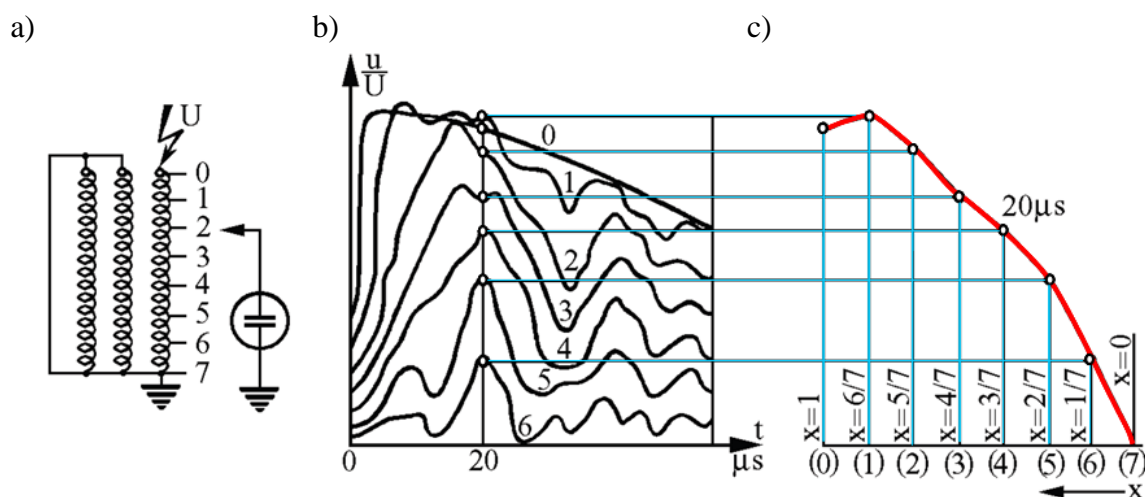 a)
b)
c)
U
0
1
2
3
4
5
6
7
u
U
0
1
2
3
4
5
6
t
0
20
μs
20μs
x=1
x=6/7
x=5/7
x=4/7
x=3/7
x=2/7
x=1/7
x=0
(0) (1) (2) (3) (4) (5) (6) (7)
x